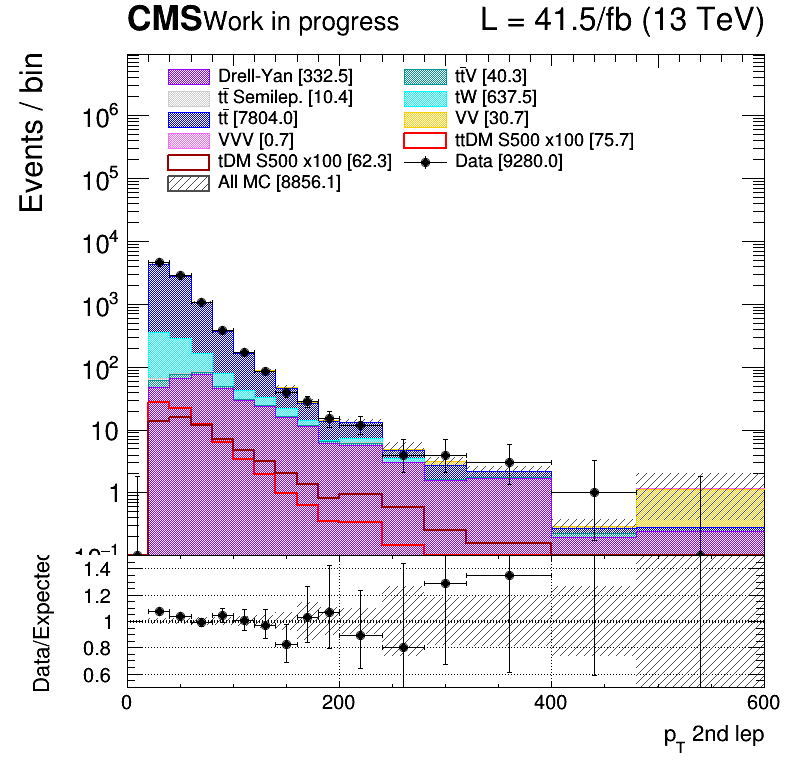 CMS Work in progress L = 41.5/fb (13 TeV)
Events / bin
Drell-Yan [332.5] tt̄V [40.3]
tt̄ Semilep. [10.4] tW [637.5]
tt̄ [7804.0] VV [30.7]
VVV [0.7] ttDM S500 x100 [75.7]
tDM S500 x100 [62.3] Data [9280.0]
All MC [8856.1]
10⁶
10⁵
10⁴
10³
10²
10
1
10⁻¹
Data/Expected
1.4
1.2
1
0.8
0.6
0 200 400 600
p_T 2nd lep